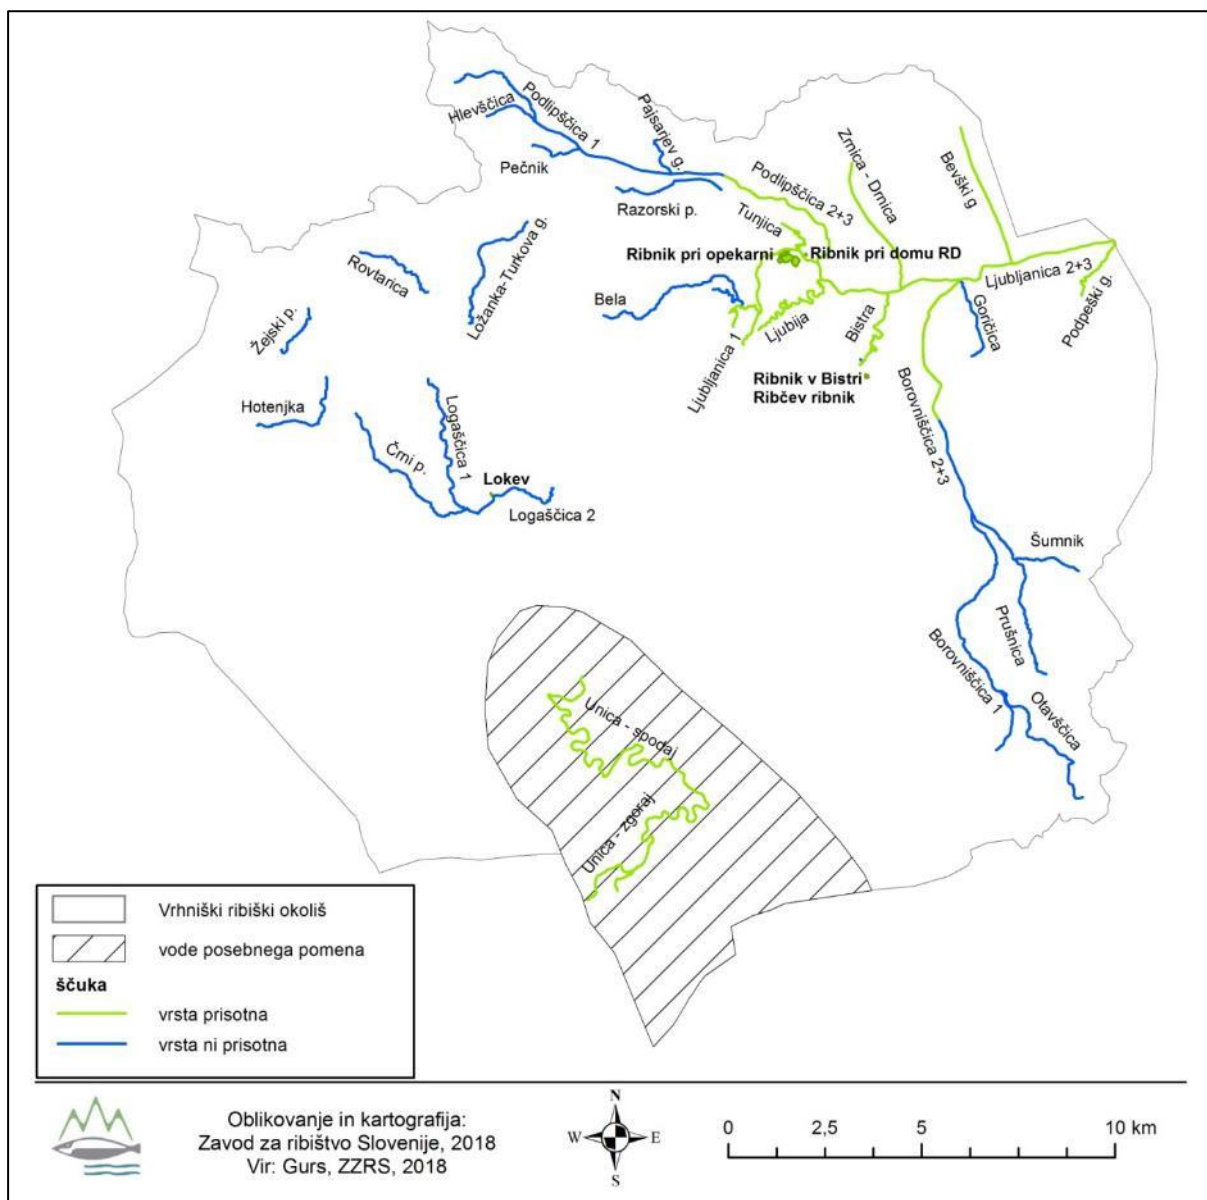 Hlevščica
Podlipščica 1
Pečnik
Pajsarjev g.
Razorski p.
Podlipščica 2+3
Zrnica - Drnica
Bevški g
Tunjica
Ribnik pri opekarni
Ribnik pri domu RD
Ljubljanica 2+3
Podpeški g.
Rovtarica
Ložanka-Turkova g.
Bela
Ljubija
Ljubljanica 1
Bistra
Goričica
Žejski p.
Ribnik v Bistri
Ribčev ribnik
Hotenjka
Logaščica 1
Črni p.
Lokev
Logaščica 2
Borovniščica 2+3
Šumnik
Prušnica
Borovniščica 1
Otavščica
Unica - spodaj
Unica - zgoraj
Vrhniški ribiški okoliš
vode posebnega pomena
ščuka
vrsta prisotna
vrsta ni prisotna
Oblikovanje in kartografija:
Zavod za ribištvo Slovenije, 2018
Vir: Gurs, ZZRS, 2018
N
W E
S
0 2,5 5 10 km